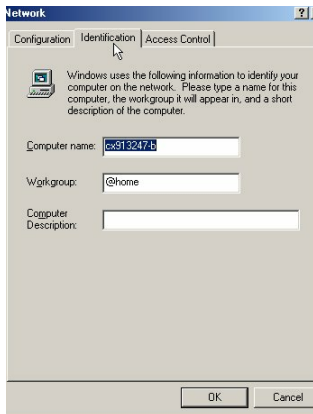 Network
?
Configuration Identification Access Control
Windows uses the following information to identify your
computer on the network. Please type a name for this
computer, the workgroup it will appear in, and a short
description of the computer.
Computer name: cx913247-b
Workgroup: @home
Computer
Description:
OK Cancel